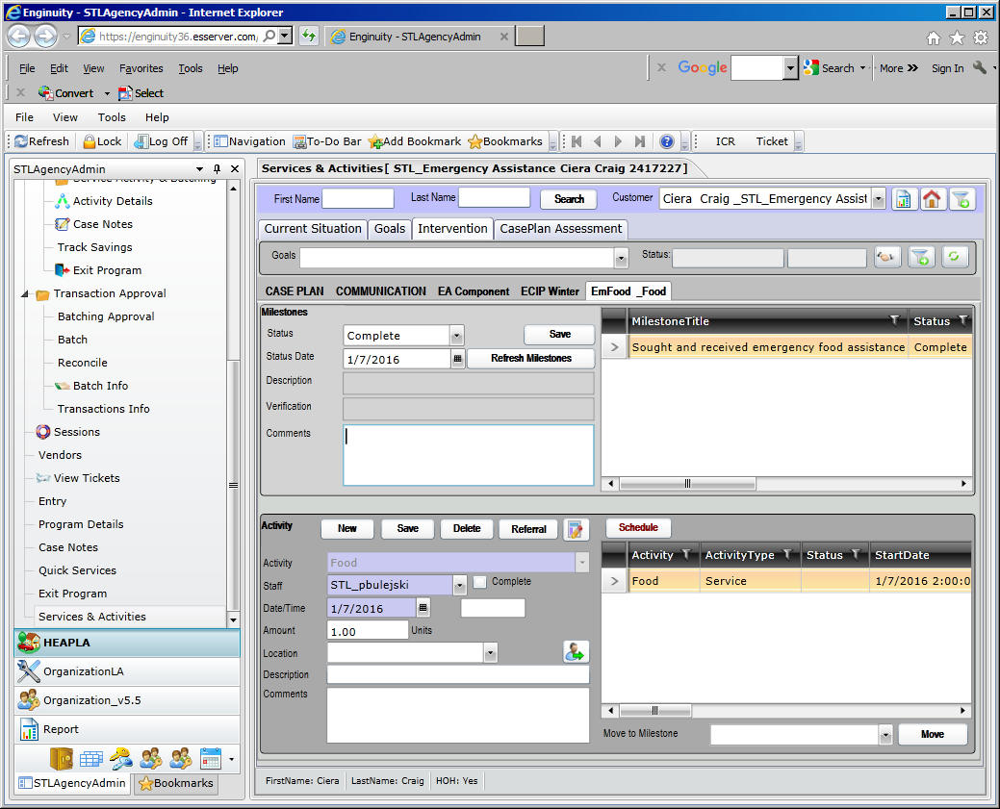 Enginuity - STLAgencyAdmin - Internet Explorer
https://enginuity36.esserver.com/
Enginuity - STLAgencyAdmin
File Edit View Favorites Tools Help
Google Search More Sign In
Convert Select
File View Tools Help
Refresh Lock Log Off Navigation To-Do Bar Add Bookmark Bookmarks ICR Ticket
STLAgencyAdmin
Service Activity & Batching
Activity Details
Case Notes
Track Savings
Exit Program
Transaction Approval
Batching Approval
Batch
Reconcile
Batch Info
Transactions Info
Sessions
Vendors
View Tickets
Entry
Program Details
Case Notes
Quick Services
Exit Program
Services & Activities
HEAPLA
OrganizationLA
Organization_v5.5
Report
STLAgencyAdmin Bookmarks
Services & Activities[ STL_Emergency Assistance Ciera Craig 2417227]
First Name Last Name Search Customer Ciera Craig _STL_Emergency Assist
Current Situation Goals Intervention CasePlan Assessment
Goals Status:
CASE PLAN COMMUNICATION EA Component ECIP Winter EmFood _Food
Milestones
Status Complete Save
Status Date 1/7/2016 Refresh Milestones
Description
Verification
Comments
MilestoneTitle Status
Sought and received emergency food assistance Complete
Activity New Save Delete Referral
Activity Food
Staff STL_pbulejski Complete
Date/Time 1/7/2016
Amount 1.00 Units
Location
Description
Comments
Schedule
Activity ActivityType Status StartDate
Food Service 1/7/2016 2:00:0
Move to Milestone Move
FirstName: Ciera LastName: Craig HOH: Yes